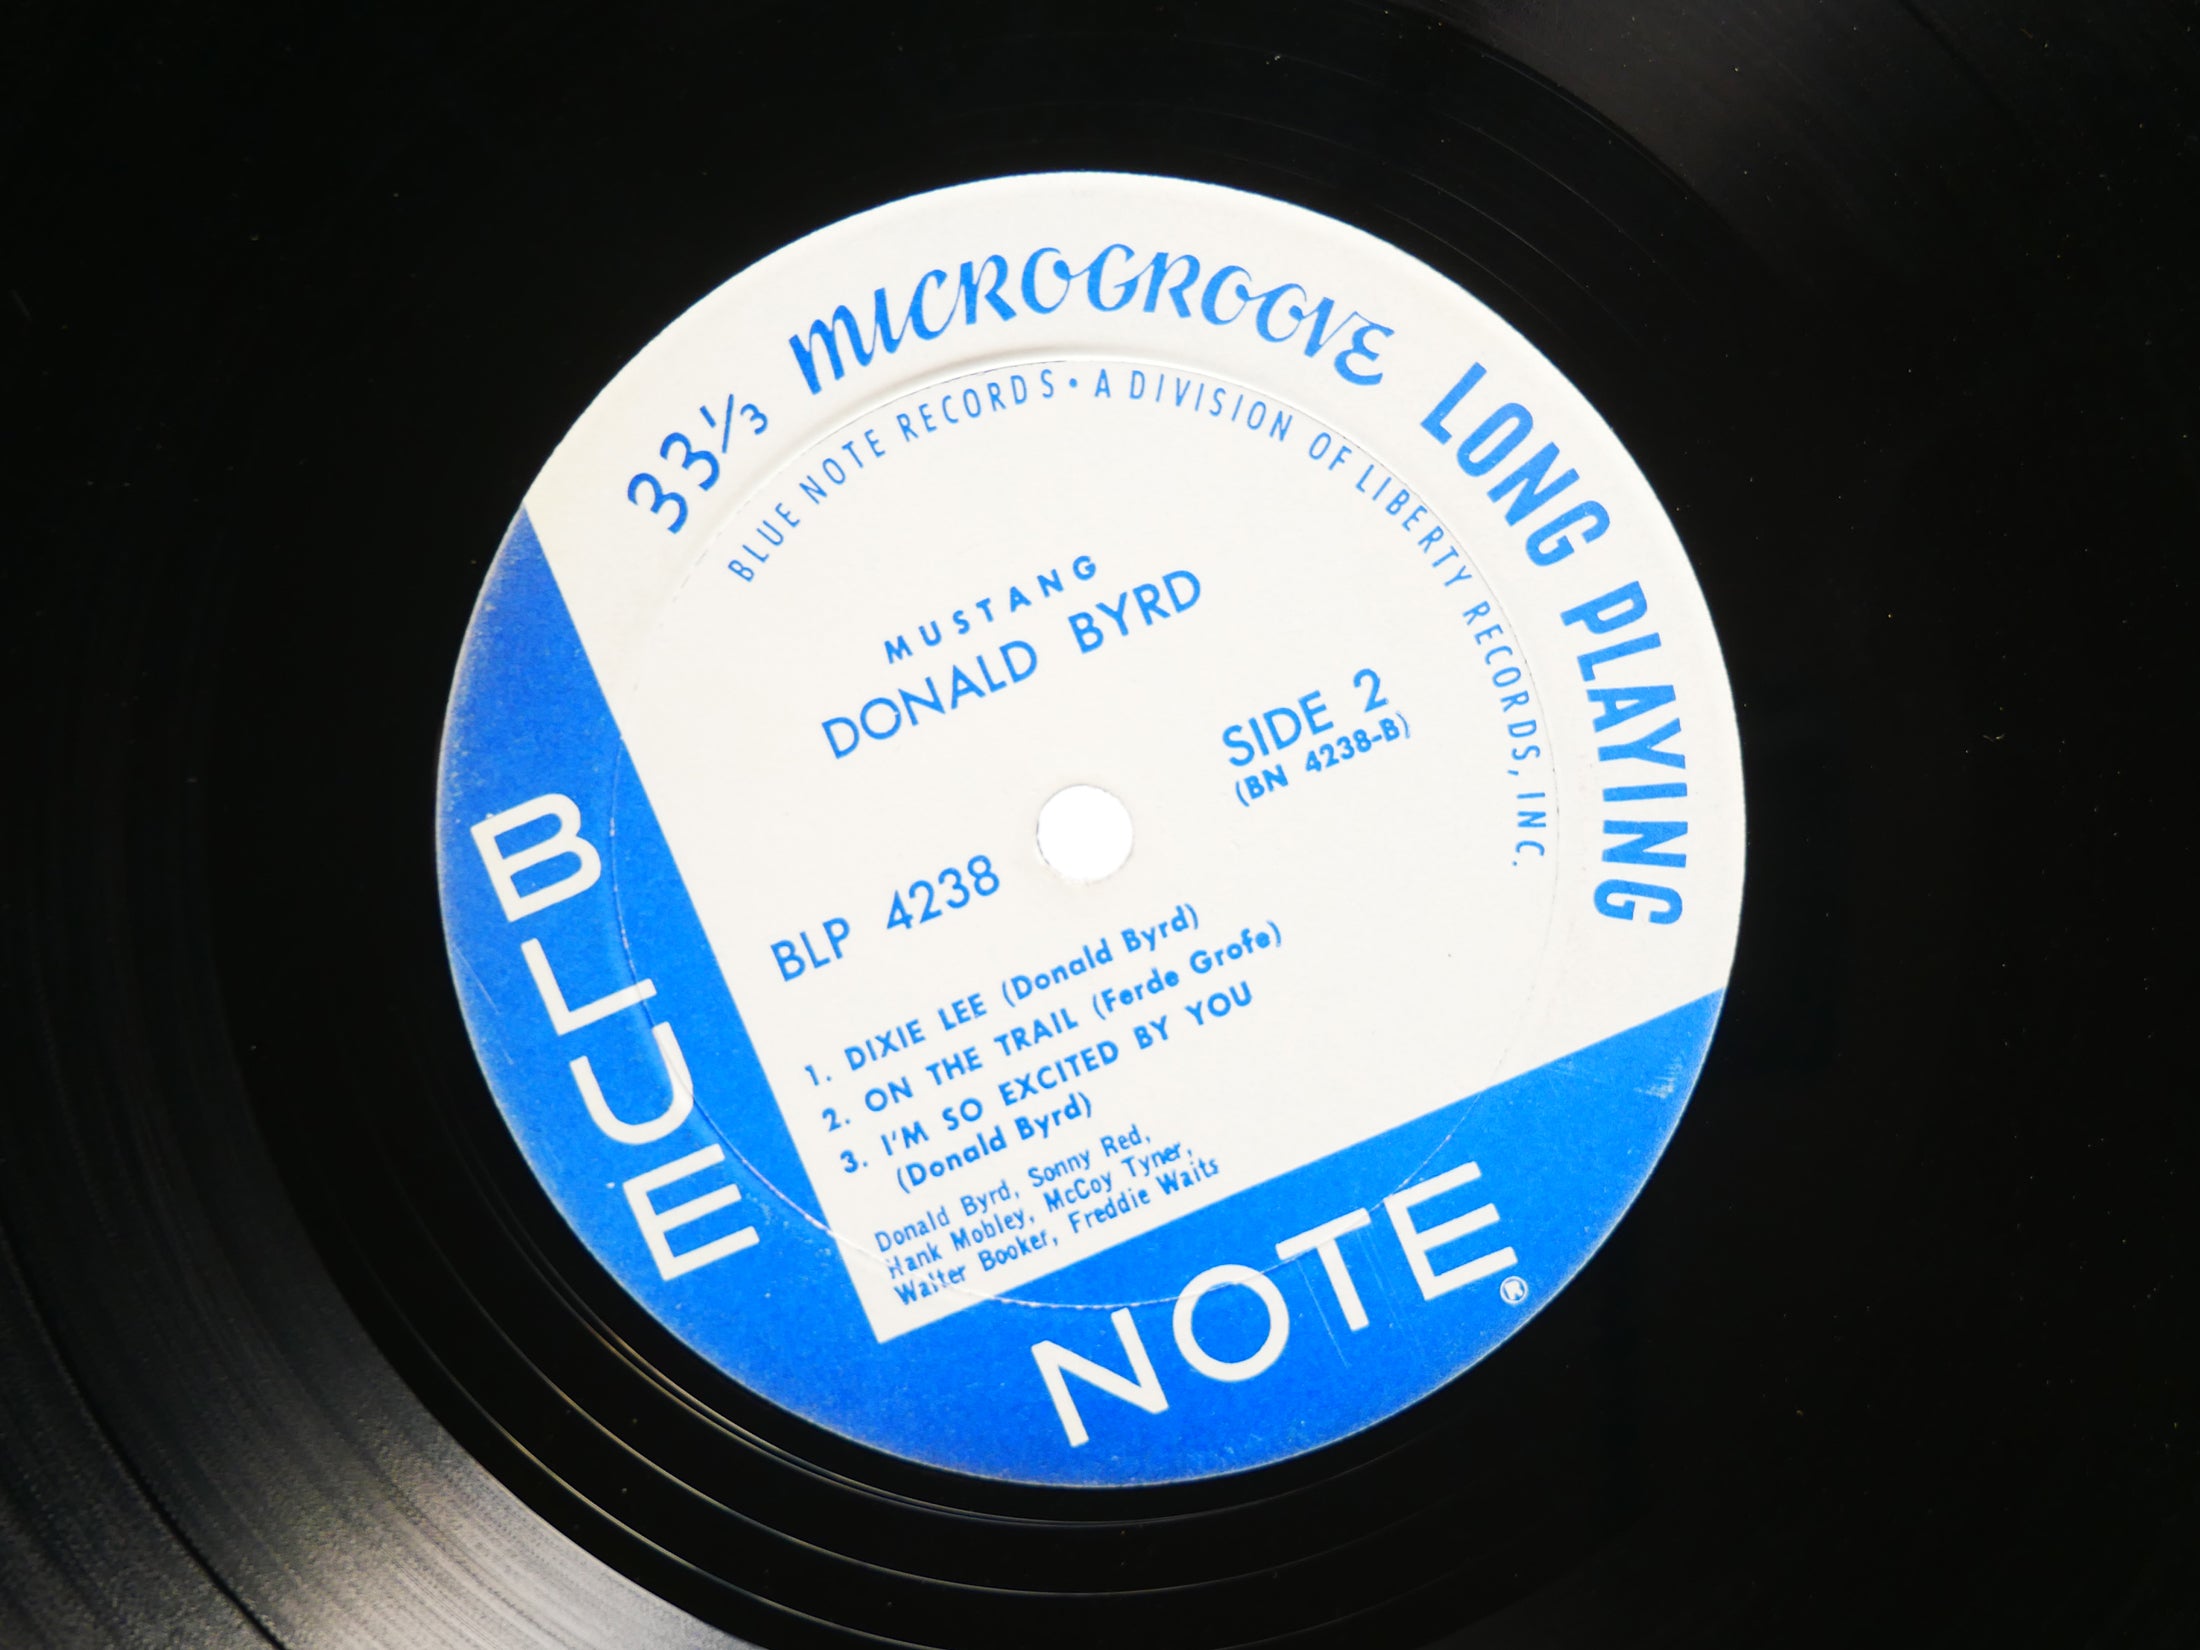 33⅓ MICROGROOVE LONG PLAYING
BLUE NOTE RECORDS • A DIVISION OF LIBERTY RECORDS, INC.
MUSTANG
DONALD BYRD
SIDE 2
(BN 4238-B)
BLP 4238
1. DIXIE LEE (Donald Byrd)
2. ON THE TRAIL (Ferde Grofe)
3. I'M SO EXCITED BY YOU
(Donald Byrd)
Donald Byrd, Sonny Red,
Hank Mobley, McCoy Tyner,
Walter Booker, Freddie Waits
BLUE
NOTE®